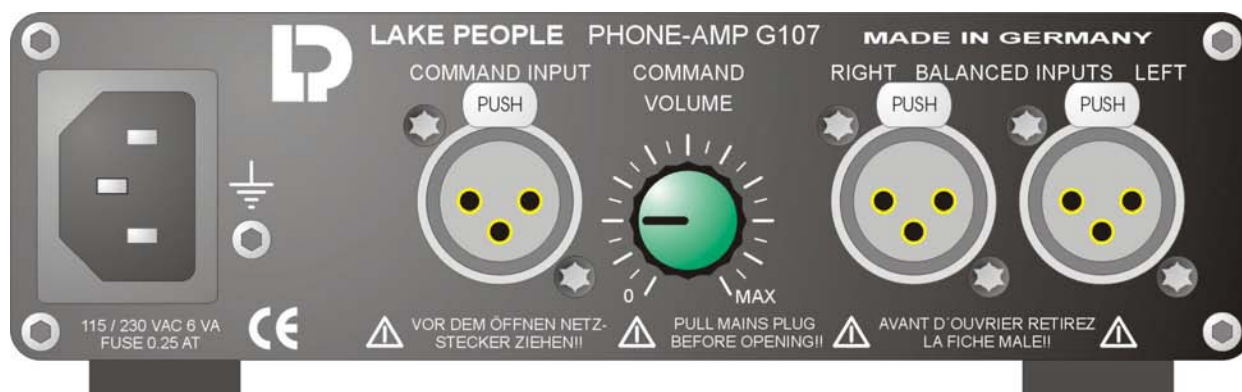 LAKE PEOPLE PHONE-AMP G107 MADE IN GERMANY
COMMAND INPUT
COMMAND
VOLUME
RIGHT BALANCED INPUTS LEFT
PUSH
PUSH
PUSH
0
MAX
115 / 230 VAC 6 VA
FUSE 0.25 AT
CE
VOR DEM ÖFFNEN NETZ-
STECKER ZIEHEN!!
PULL MAINS PLUG
BEFORE OPENING!!
AVANT D´OUVRIER RETIREZ
LA FICHE MALE!!